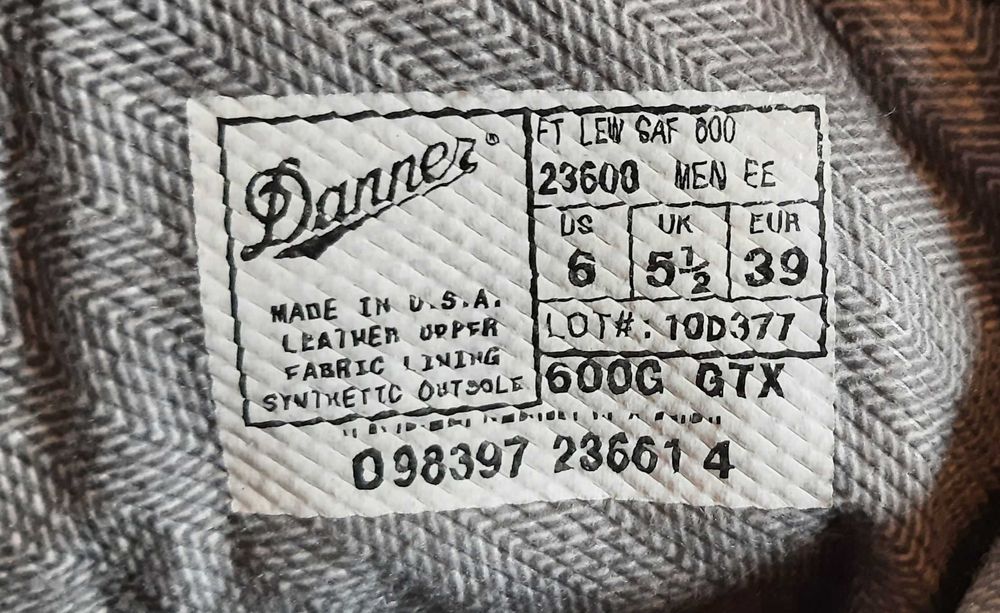 Danner®
MADE IN U.S.A.
LEATHER UPPER
FABRIC LINING
SYNTHETIC OUTSOLE
FT LEW SAF 600
23600 MEN EE
US UK EUR
6 5½ 39
LOT#: 10D377
600G GTX
098397 23661 4